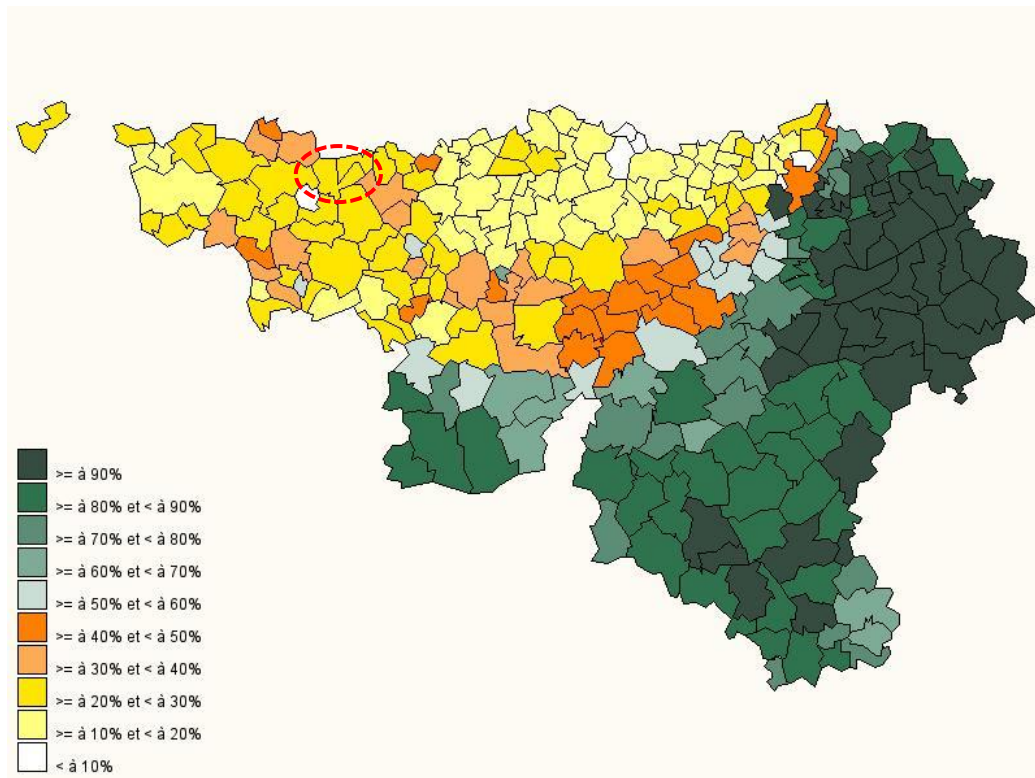 >= à 90%
>= à 80% et < à 90%
>= à 70% et < à 80%
>= à 60% et < à 70%
>= à 50% et < à 60%
>= à 40% et < à 50%
>= à 30% et < à 40%
>= à 20% et < à 30%
>= à 10% et < à 20%
< à 10%